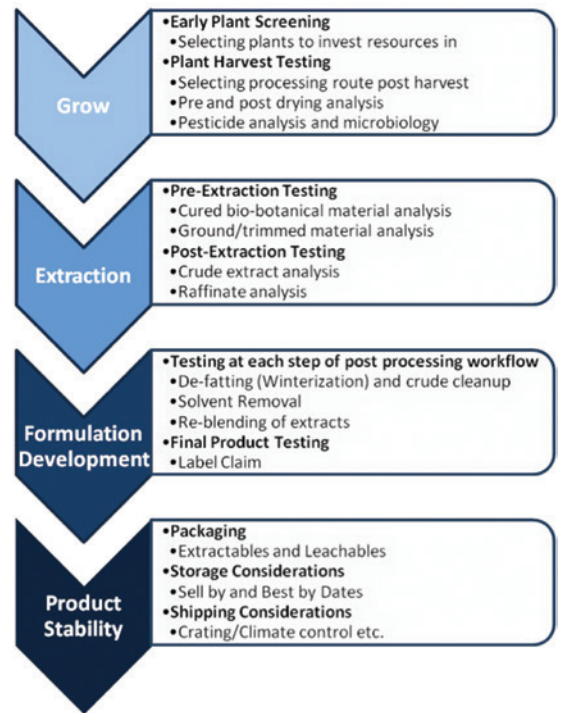 Grow
•Early Plant Screening
•Selecting plants to invest resources in
•Plant Harvest Testing
•Selecting processing route post harvest
•Pre and post drying analysis
•Pesticide analysis and microbiology
Extraction
•Pre-Extraction Testing
•Cured bio-botanical material analysis
•Ground/trimmed material analysis
•Post-Extraction Testing
•Crude extract analysis
•Raffinate analysis
Formulation
Development
•Testing at each step of post processing workflow
•De-fatting (Winterization) and crude cleanup
•Solvent Removal
•Re-blending of extracts
•Final Product Testing
•Label Claim
Product
Stability
•Packaging
•Extractables and Leachables
•Storage Considerations
•Sell by and Best by Dates
•Shipping Considerations
•Crating/Climate control etc.